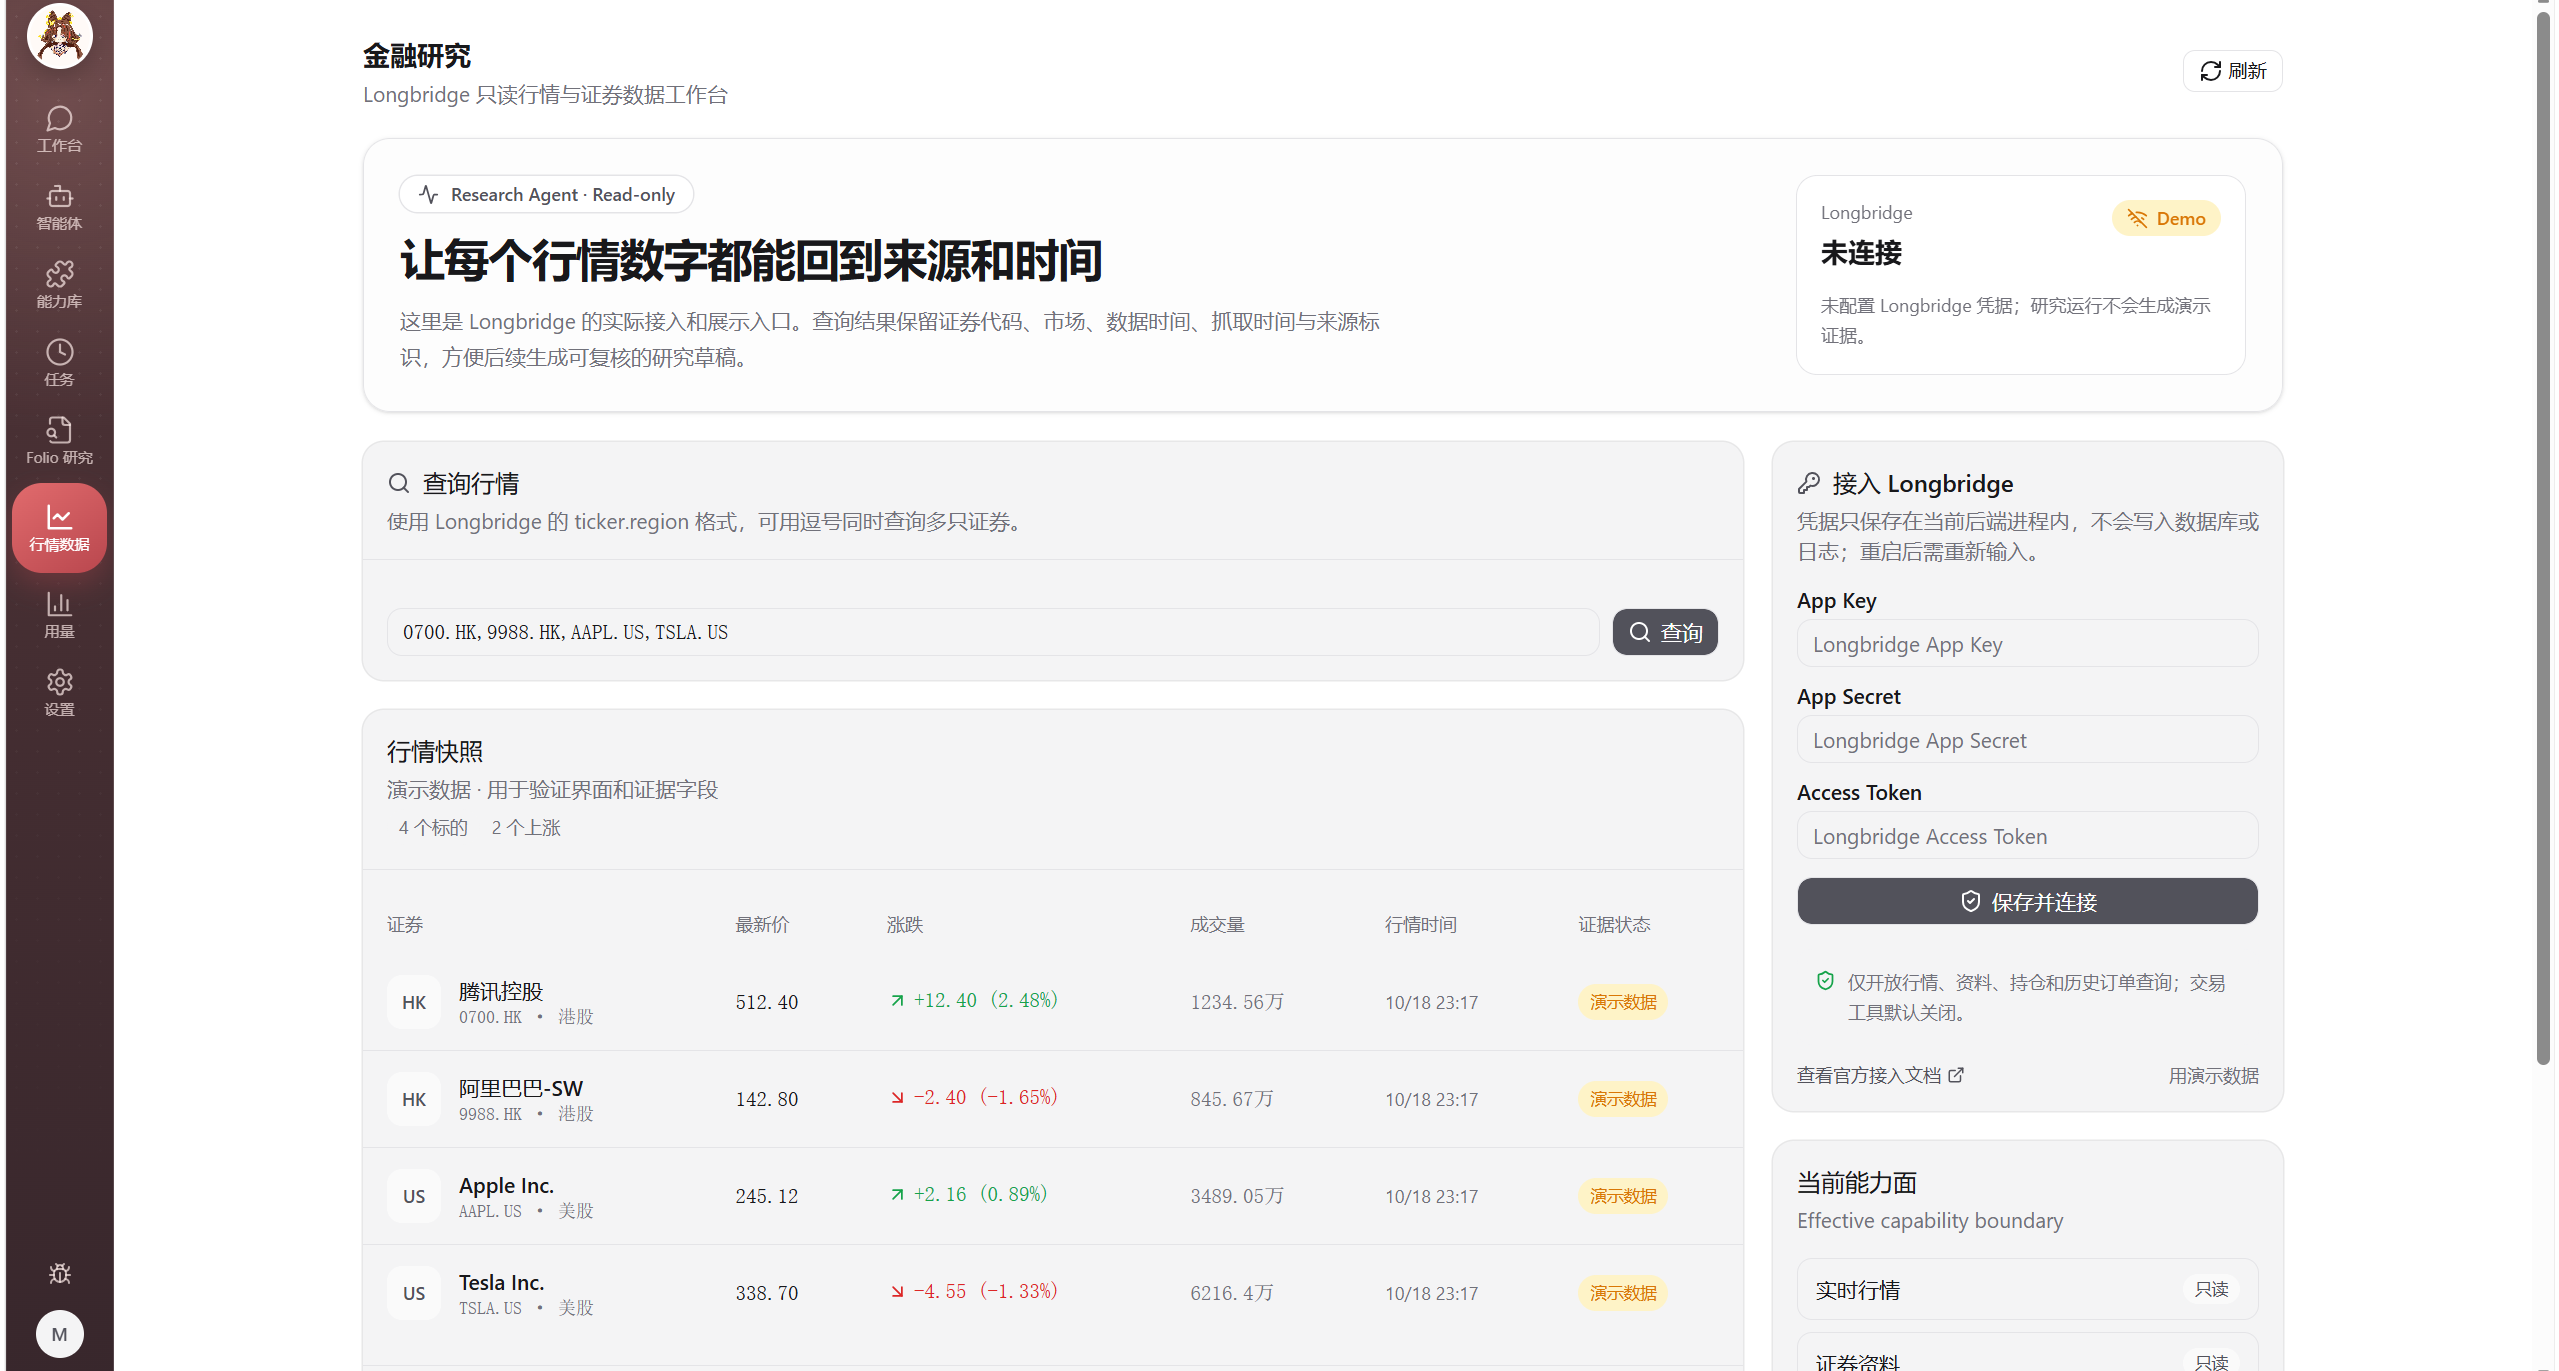 工作台
智能体
能力库
任务
Folio 研究
行情数据
用量
设置
M
金融研究
Longbridge 只读行情与证券数据工作台
刷新
Research Agent · Read-only
让每个行情数字都能回到来源和时间
这里是 Longbridge 的实际接入和展示入口。查询结果保留证券代码、市场、数据时间、抓取时间与来源标
识，方便后续生成可复核的研究草稿。
Longbridge
Demo
未连接
未配置 Longbridge 凭据；研究运行不会生成演示
证据。
查询行情
使用 Longbridge 的 ticker.region 格式，可用逗号同时查询多只证券。
0700.HK,9988.HK,AAPL.US,TSLA.US
查询
行情快照
演示数据 · 用于验证界面和证据字段
4 个标的 2 个上涨
证券 最新价 涨跌 成交量 行情时间 证据状态
HK 腾讯控股 512.40 +12.40 (2.48%) 1234.56万 10/18 23:17 演示数据
0700.HK • 港股
HK 阿里巴巴-SW 142.80 -2.40 (-1.65%) 845.67万 10/18 23:17 演示数据
9988.HK • 港股
US Apple Inc. 245.12 +2.16 (0.89%) 3489.05万 10/18 23:17 演示数据
AAPL.US • 美股
US Tesla Inc. 338.70 -4.55 (-1.33%) 6216.4万 10/18 23:17 演示数据
TSLA.US • 美股
接入 Longbridge
凭据只保存在当前后端进程内，不会写入数据库或
日志；重启后需重新输入。
App Key
Longbridge App Key
App Secret
Longbridge App Secret
Access Token
Longbridge Access Token
保存并连接
仅开放行情、资料、持仓和历史订单查询；交易
工具默认关闭。
查看官方接入文档 用演示数据
当前能力面
Effective capability boundary
实时行情 只读
证券资料 只读